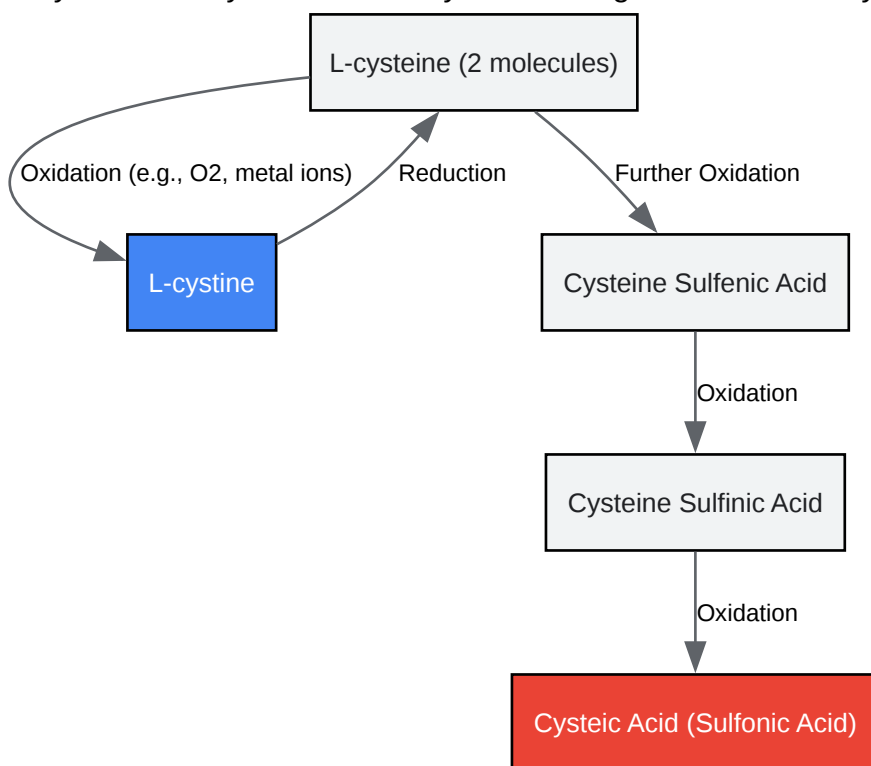 L-cysteine (2 molecules)
Oxidation (e.g., O2, metal ions)
Reduction
Further Oxidation
L-cystine
Cysteine Sulfenic Acid
Oxidation
Cysteine Sulfinic Acid
Oxidation
Cysteic Acid (Sulfonic Acid)